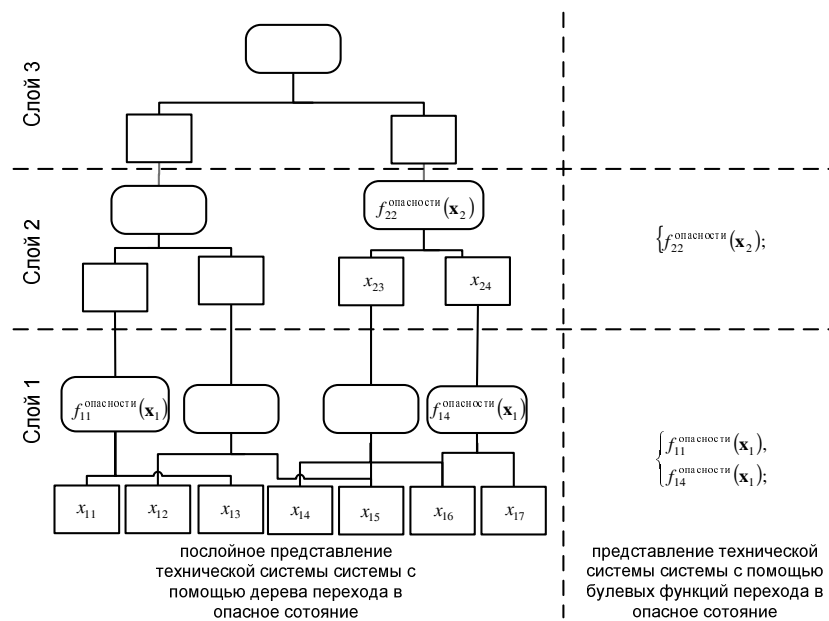 Слой 3
Слой 2
f₂₂^опасности(x₂)
{f₂₂^опасности(x₂);
x₂₃
x₂₄
Слой 1
f₁₁^опасности(x₁)
f₁₄^опасности(x₁)
{f₁₁^опасности(x₁),
f₁₄^опасности(x₁);
x₁₁
x₁₂
x₁₃
x₁₄
x₁₅
x₁₆
x₁₇
послойное представление
технической системы системы с
помощью дерева перехода в
опасное сотояние
представление технической
системы системы с помощью
булевых функций перехода в
опасное сотояние